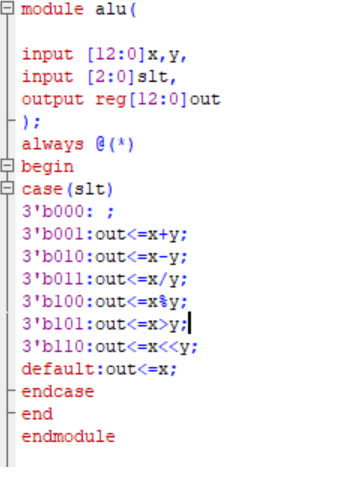 module alu(
input [12:0]x,y,
input [2:0]slt,
output reg[12:0]out
);
always @(*)
begin
case(slt)
3'b000: ;
3'b001:out<=x+y;
3'b010:out<=x-y;
3'b011:out<=x/y;
3'b100:out<=x%y;
3'b101:out<=x>y;
3'b110:out<=x<<y;
default:out<=x;
endcase
end
endmodule